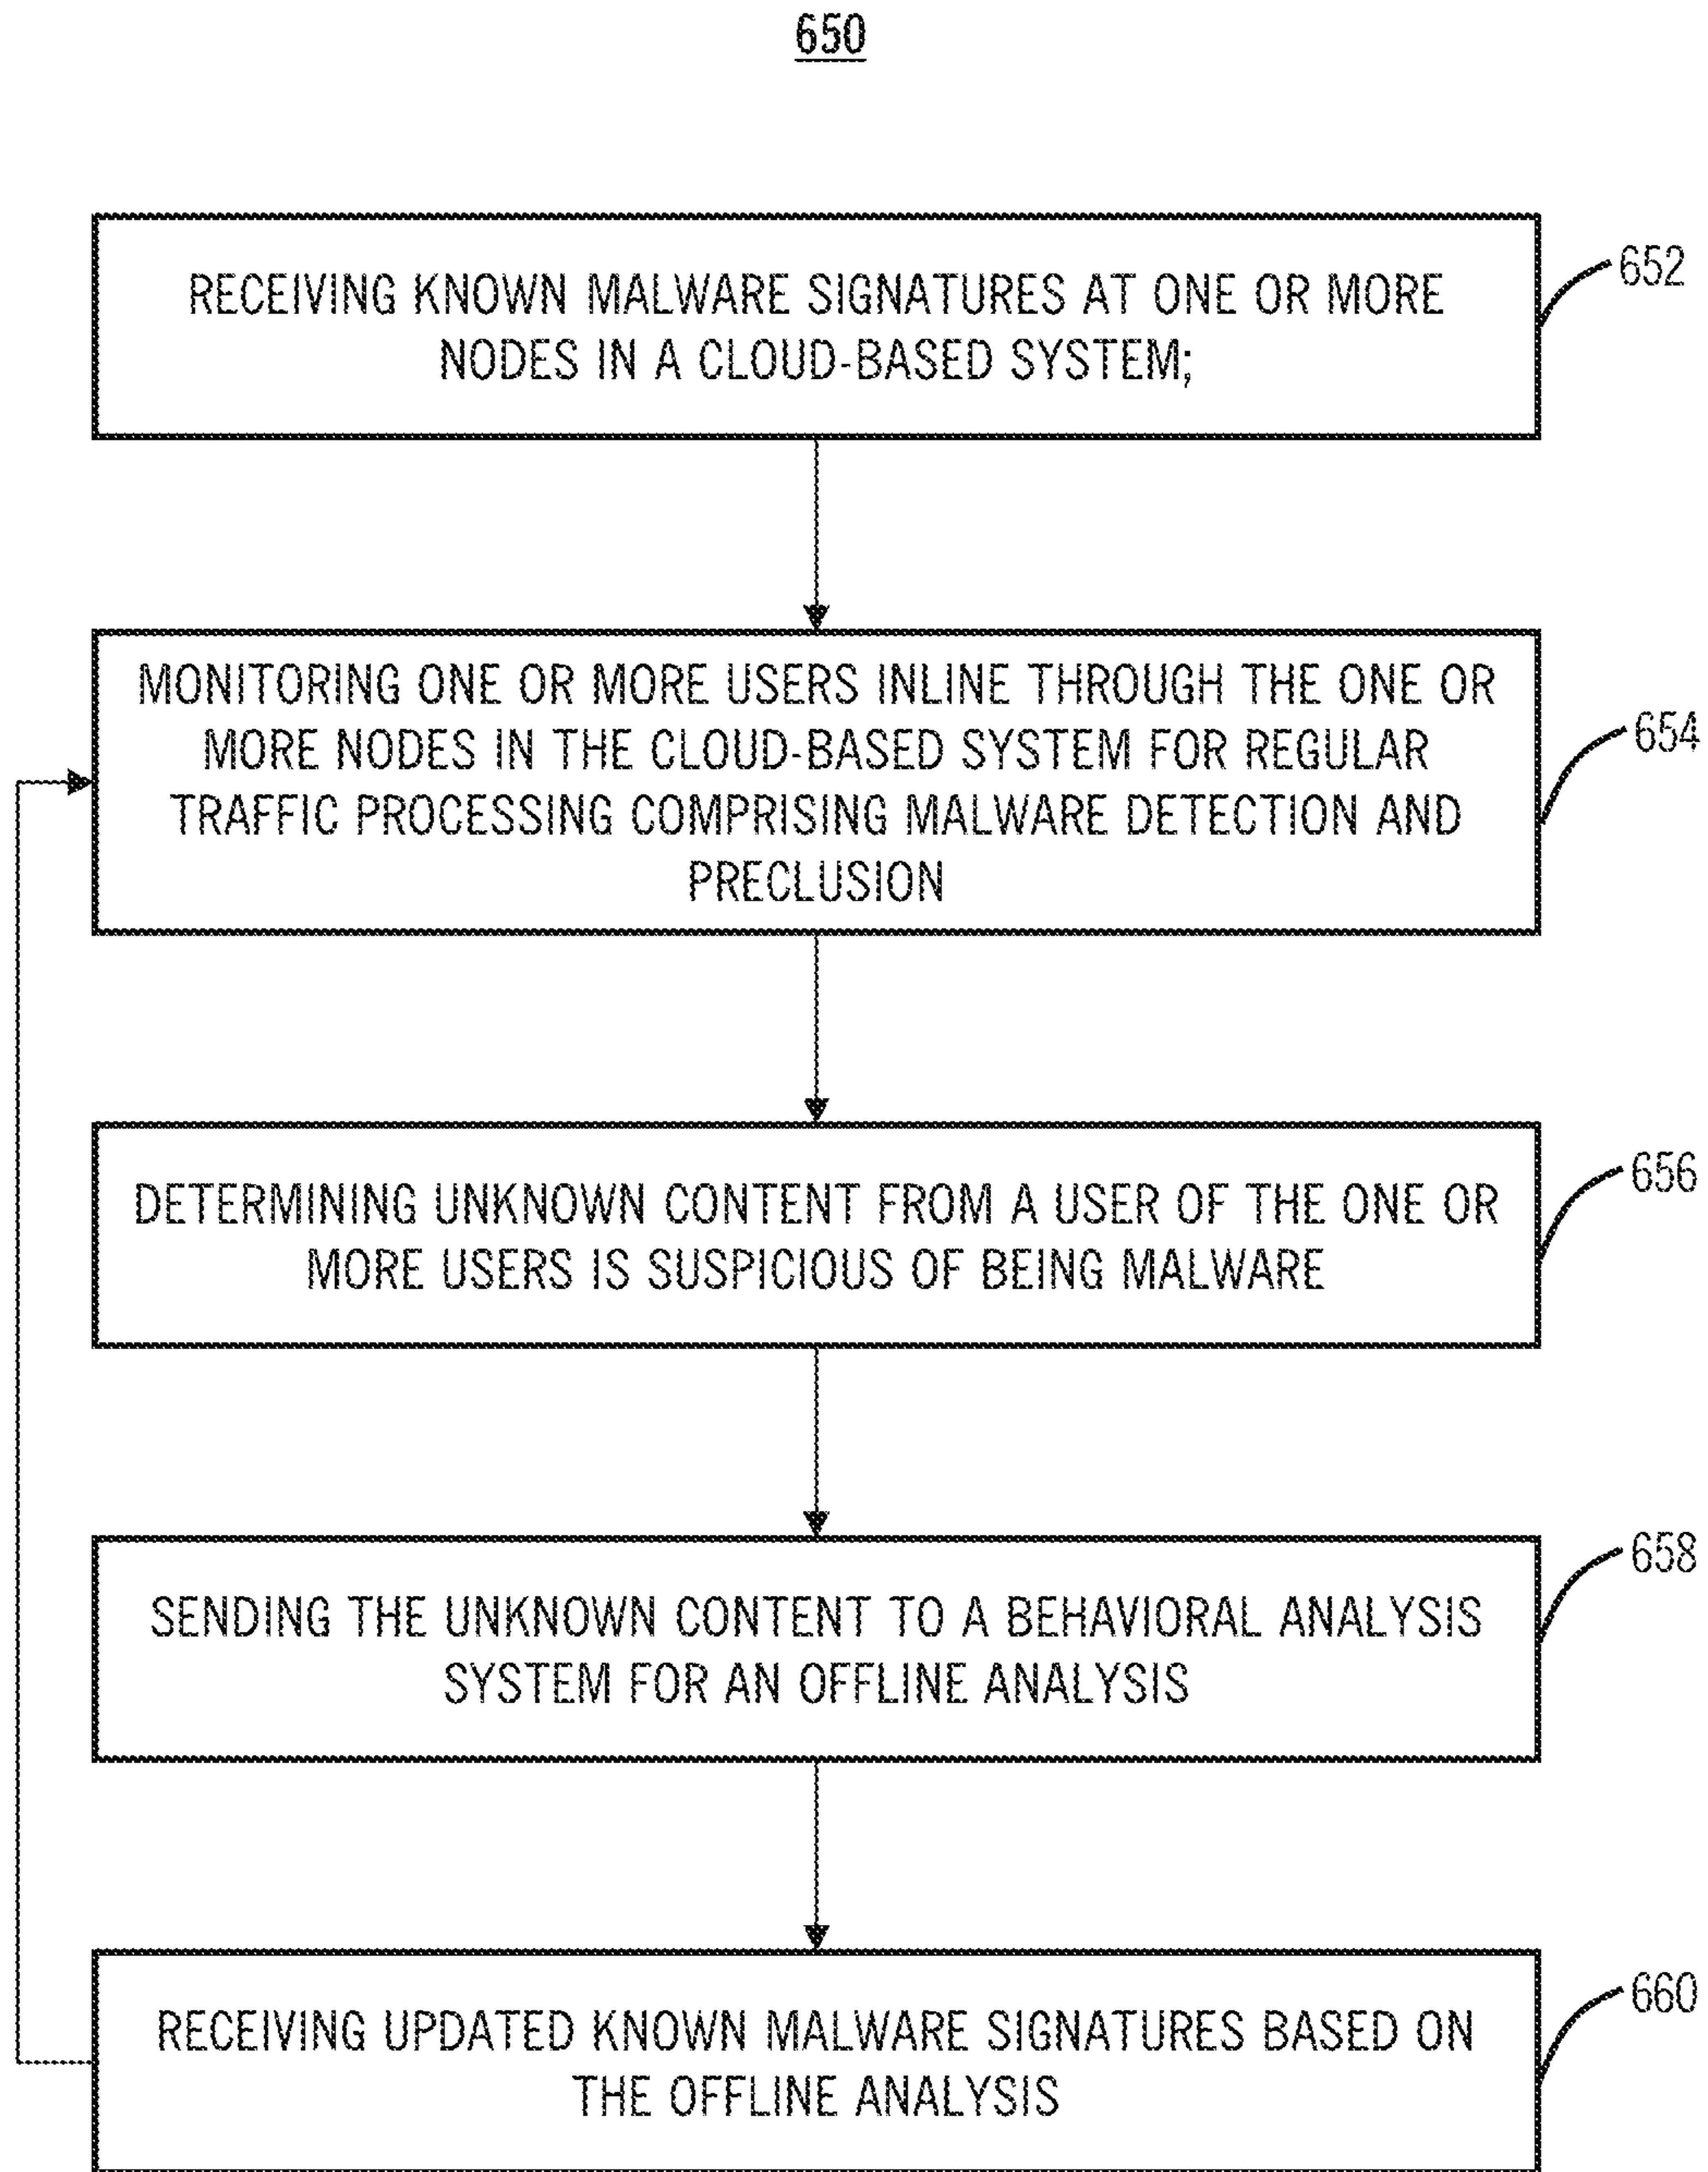 650
RECEIVING KNOWN MALWARE SIGNATURES AT ONE OR MORE
NODES IN A CLOUD-BASED SYSTEM;
652
MONITORING ONE OR MORE USERS INLINE THROUGH THE ONE OR
MORE NODES IN THE CLOUD-BASED SYSTEM FOR REGULAR
TRAFFIC PROCESSING COMPRISING MALWARE DETECTION AND
PRECLUSION
654
DETERMINING UNKNOWN CONTENT FROM A USER OF THE ONE OR
MORE USERS IS SUSPICIOUS OF BEING MALWARE
656
SENDING THE UNKNOWN CONTENT TO A BEHAVIORAL ANALYSIS
SYSTEM FOR AN OFFLINE ANALYSIS
658
RECEIVING UPDATED KNOWN MALWARE SIGNATURES BASED ON
THE OFFLINE ANALYSIS
660